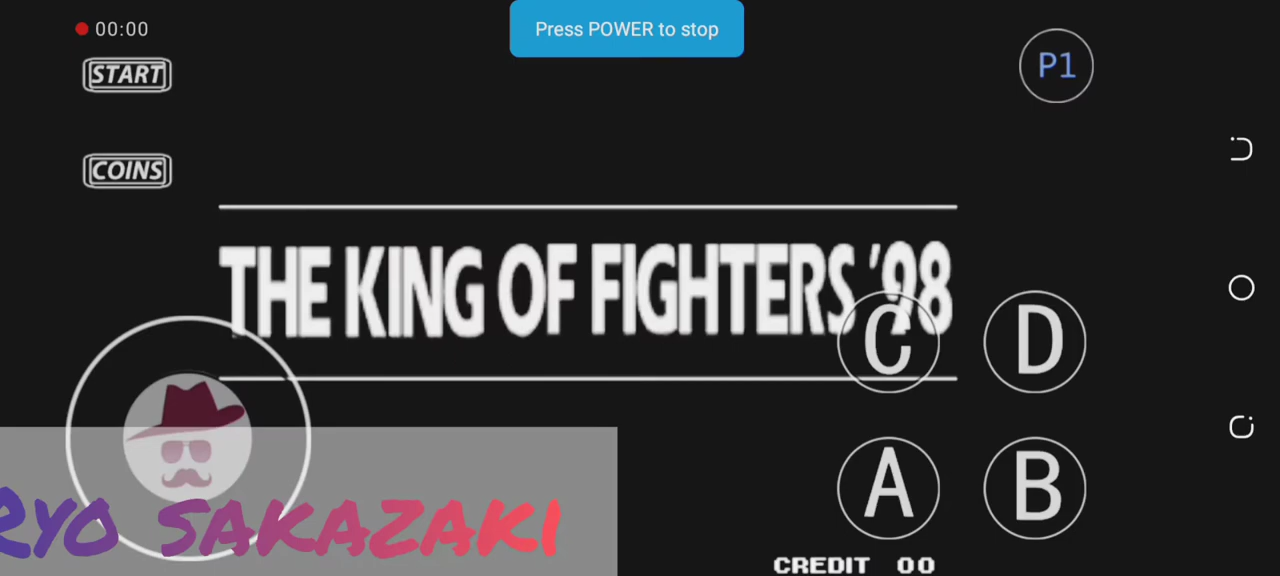 00:00
Press POWER to stop
START
P1
COINS
THE KING OF FIGHTERS '98
C
D
A
B
Ryo Sakazaki
CREDIT 00